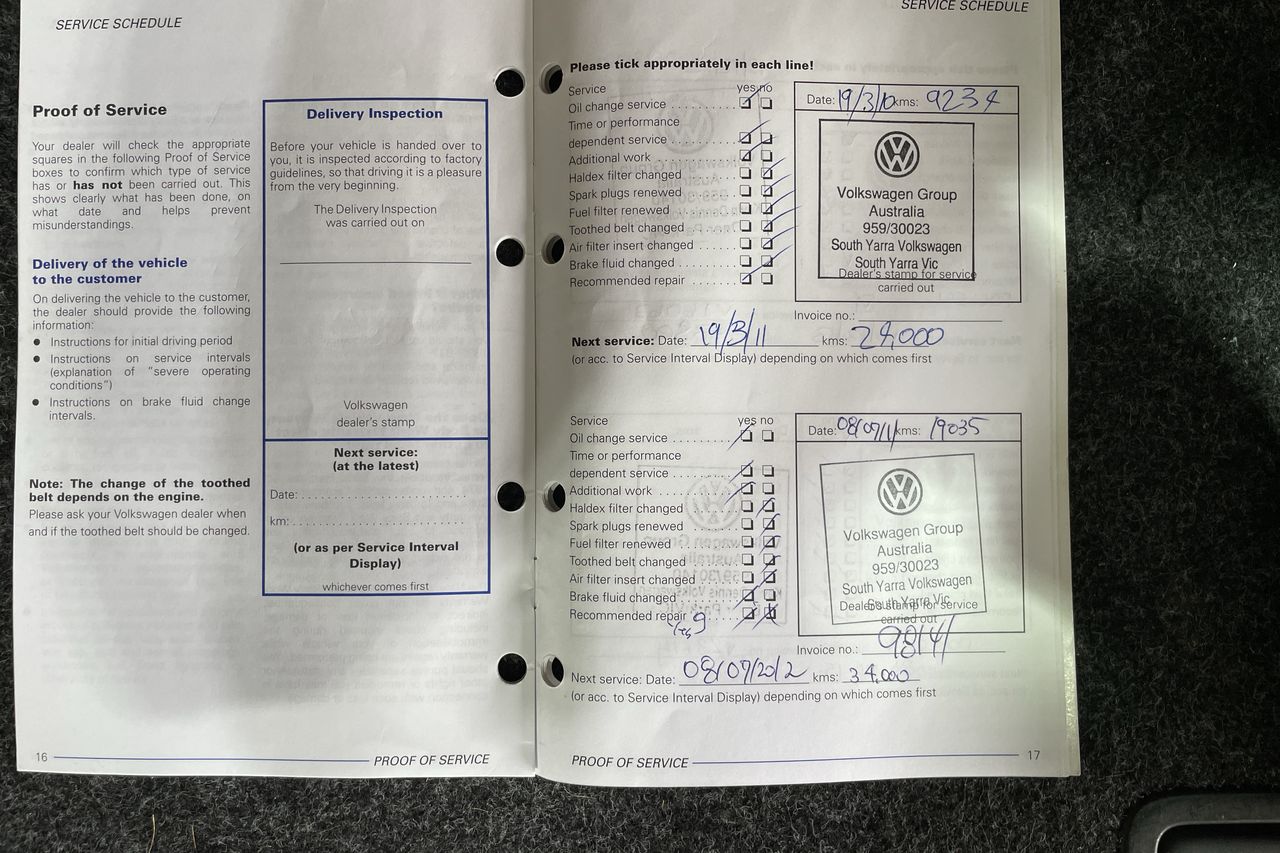 SERVICE SCHEDULE
Proof of Service
Your dealer will check the appropriate
squares in the following Proof of Service
boxes to confirm which type of service
has or has not been carried out. This
shows clearly what has been done, on
what date and helps prevent
misunderstandings.
Delivery of the vehicle
to the customer
On delivering the vehicle to the customer,
the dealer should provide the following
information:
● Instructions for initial driving period
● Instructions on service intervals
(explanation of “severe operating
conditions”)
● Instructions on brake fluid change
intervals.
Note: The change of the toothed
belt depends on the engine.
Please ask your Volkswagen dealer when
and if the toothed belt should be changed.
Delivery Inspection
Before your vehicle is handed over to
you, it is inspected according to factory
guidelines, so that driving it is a pleasure
from the very beginning.
The Delivery Inspection
was carried out on
Volkswagen
dealer's stamp
Next service:
(at the latest)
Date:
km:
(or as per Service Interval
Display)
whichever comes first
16 PROOF OF SERVICE
SERVICE SCHEDULE
Please tick appropriately in each line!
Service yes no
Oil change service
Time or performance
dependent service
Additional work
Haldex filter changed
Spark plugs renewed
Fuel filter renewed
Toothed belt changed
Air filter insert changed
Brake fluid changed
Recommended repair
Date: 19/3/10 kms: 9234
Volkswagen Group
Australia
959/30023
South Yarra Volkswagen
South Yarra Vic
Dealer's stamp for service
carried out
Invoice no.:
Next service: Date: 19/3/11 kms: 24,000
(or acc. to Service Interval Display) depending on which comes first
Service yes no
Oil change service
Time or performance
dependent service
Additional work
Haldex filter changed
Spark plugs renewed
Fuel filter renewed
Toothed belt changed
Air filter insert changed
Brake fluid changed
Recommended repair
Yes
Date: 08/07/11 kms: 19035
Volkswagen Group
Australia
959/30023
South Yarra Volkswagen
South Yarra Vic
Dealer's stamp for service
carried out
Invoice no.: 98141
Next service: Date: 08/07/2012 kms: 34,000
(or acc. to Service Interval Display) depending on which comes first
PROOF OF SERVICE 17